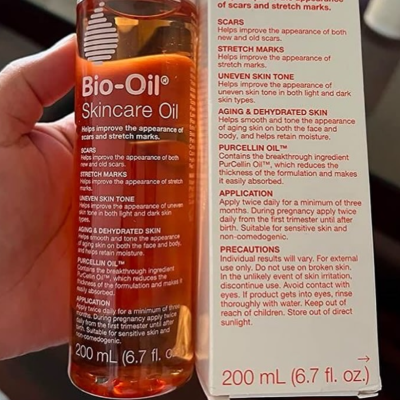 Bio-Oil®
Skincare Oil
Helps improve the appearance of
scars and stretch marks.
SCARS
Helps improve the appearance of both
new and old scars.
STRETCH MARKS
Helps improve the appearance of stretch
marks.
UNEVEN SKIN TONE
Helps improve the appearance of uneven
skin tone in both light and dark skin
types.
AGING & DEHYDRATED SKIN
Helps smooth and tone the appearance
of aging skin on both the face and body,
and helps retain moisture.
PURCELLIN OIL™
Contains the breakthrough ingredient
PurCellin Oil™, which reduces the
thickness of the formulation and makes it
easily absorbed.
APPLICATION
Apply twice daily for a minimum of three
months. During pregnancy apply twice
daily from the first trimester until after
birth. Suitable for sensitive skin and
non-comedogenic.
200 mL (6.7 fl. oz
of scars and stretch marks.
SCARS
Helps improve the appearance of both
new and old scars.
STRETCH MARKS
Helps improve the appearance of
stretch marks.
UNEVEN SKIN TONE
Helps improve the appearance of
uneven skin tone in both light and dark
skin types.
AGING & DEHYDRATED SKIN
Helps smooth and tone the appearance
of aging skin on both the face and
body, and helps retain moisture.
PURCELLIN OIL™
Contains the breakthrough ingredient
PurCellin Oil™, which reduces the
thickness of the formulation and makes
it easily absorbed.
APPLICATION
Apply twice daily for a minimum of three
months. During pregnancy apply twice
daily from the first trimester until after
birth. Suitable for sensitive skin and
non-comedogenic.
PRECAUTIONS
Individual results will vary. For external
use only. Do not use on broken skin.
In the unlikely event of skin irritation,
discontinue use. Avoid contact with
eyes. If product gets into eyes, rinse
thoroughly with water. Keep out of
reach of children. Store out of direct
sunlight.
200 mL (6.7 fl. oz.)